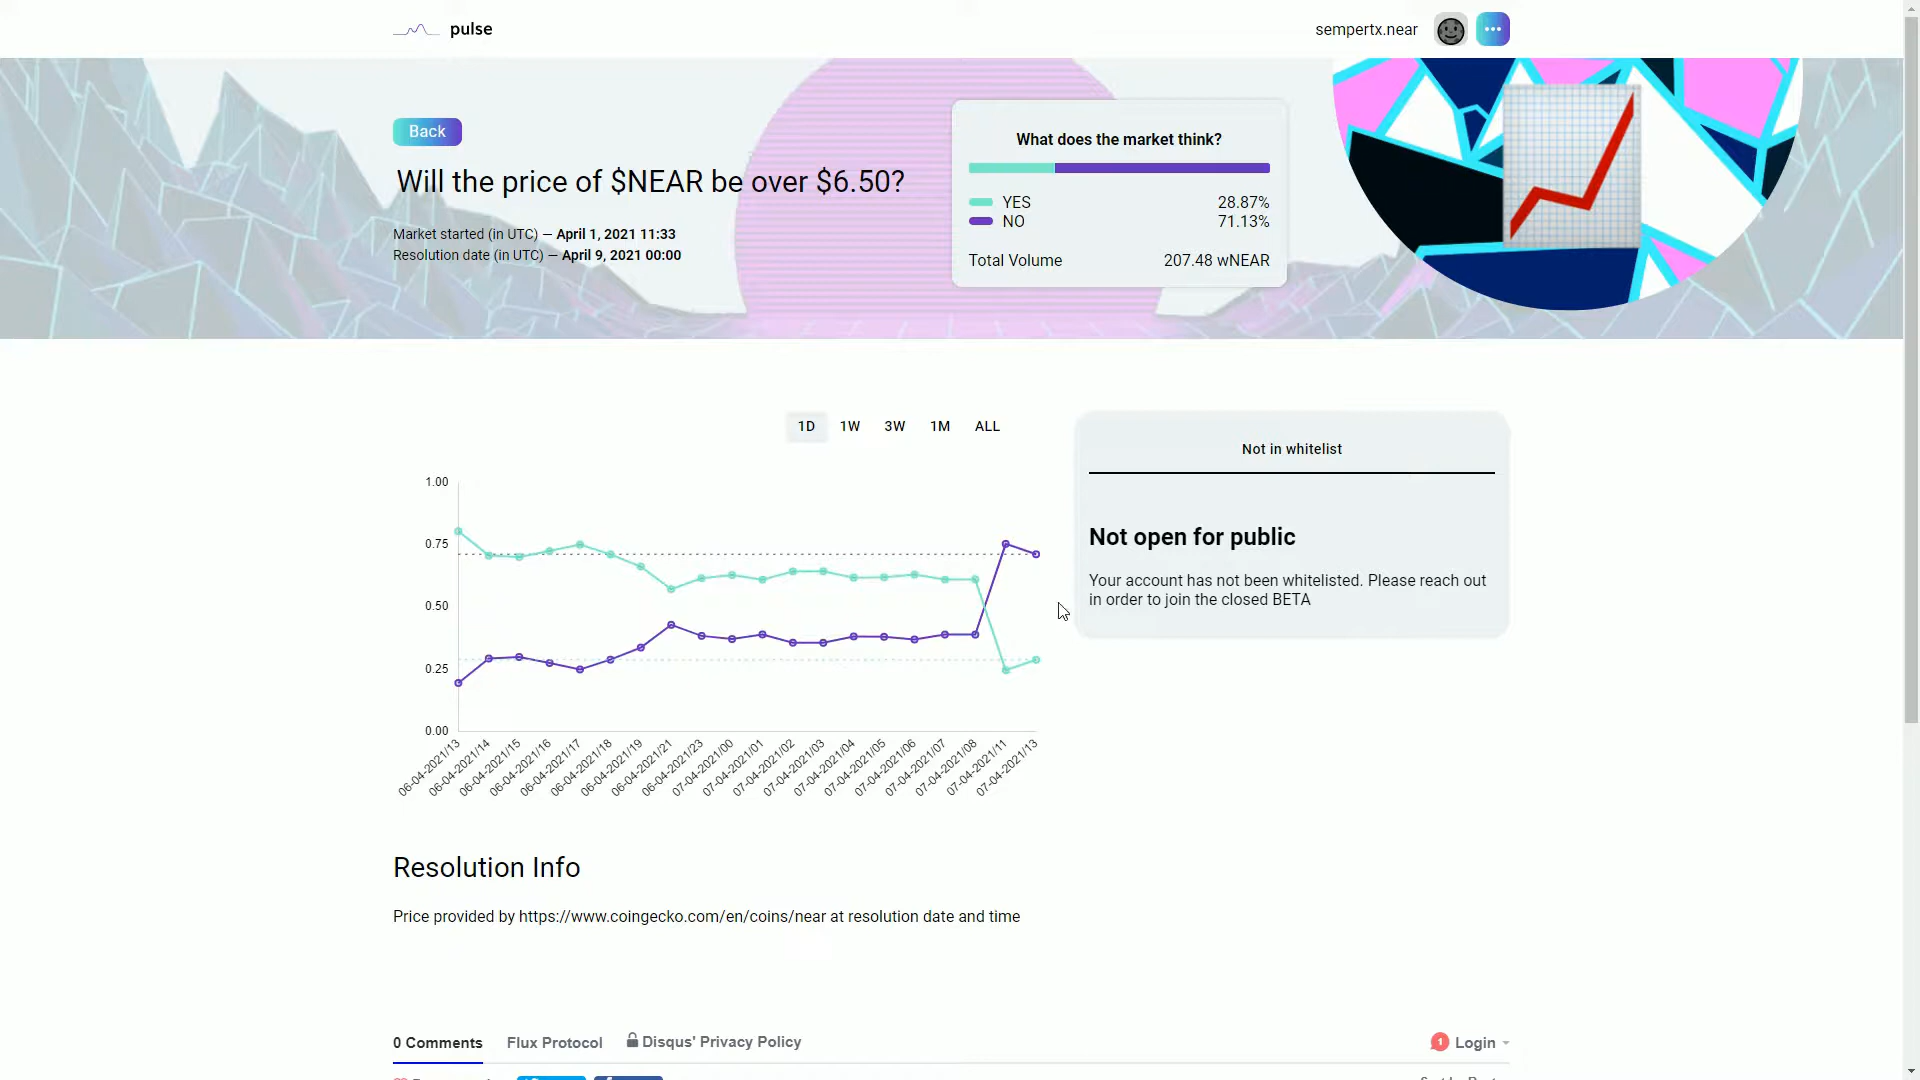 pulse
sempertx.near
Back
Will the price of $NEAR be over $6.50?
Market started (in UTC) — April 1, 2021 11:33
Resolution date (in UTC) — April 9, 2021 00:00
What does the market think?
YES 28.87%
NO 71.13%
Total Volume 207.48 wNEAR
1D 1W 3W 1M ALL
Not in whitelist
Not open for public
Your account has not been whitelisted. Please reach out
in order to join the closed BETA
1.00
0.75
0.50
0.25
0.00
06-04-2021/13
06-04-2021/14
06-04-2021/15
06-04-2021/16
06-04-2021/17
06-04-2021/18
06-04-2021/19
06-04-2021/21
06-04-2021/23
07-04-2021/00
07-04-2021/01
07-04-2021/02
07-04-2021/03
07-04-2021/04
07-04-2021/05
07-04-2021/06
07-04-2021/07
07-04-2021/08
07-04-2021/11
07-04-2021/13
Resolution Info
Price provided by https://www.coingecko.com/en/coins/near at resolution date and time
0 Comments Flux Protocol Disqus' Privacy Policy 1 Login